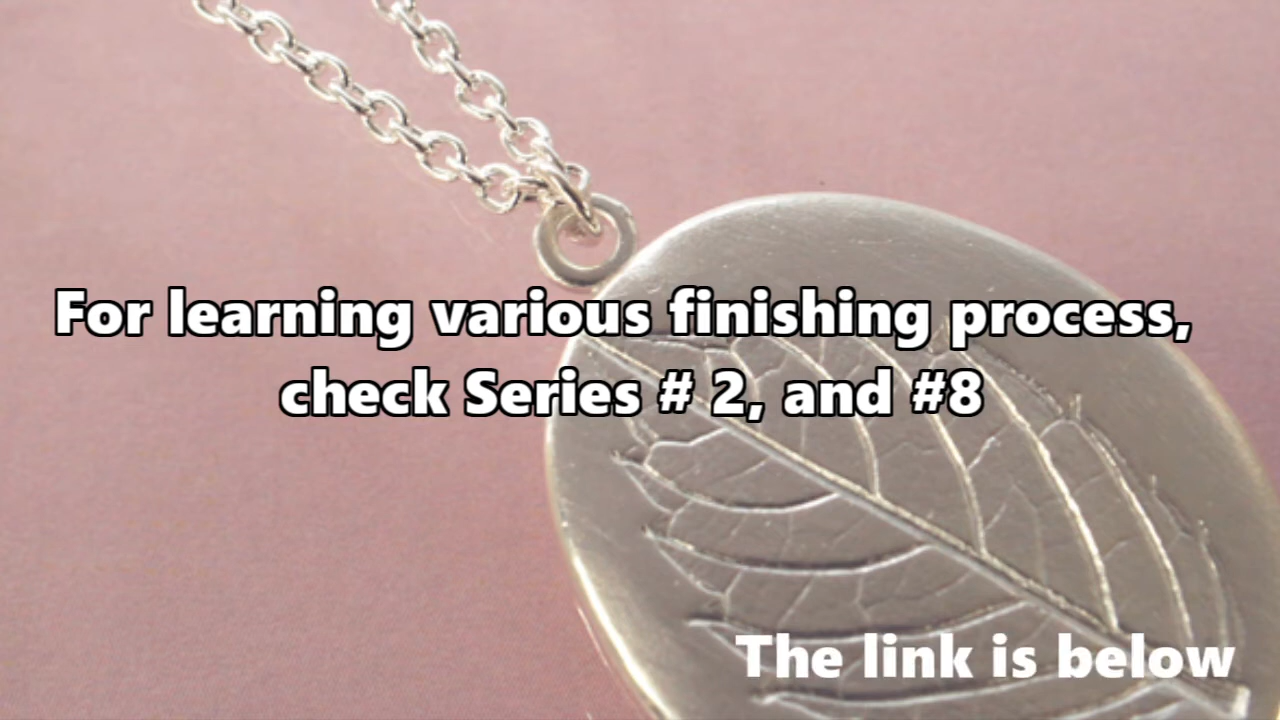 For learning various finishing process,
check Series # 2, and #8
The link is below